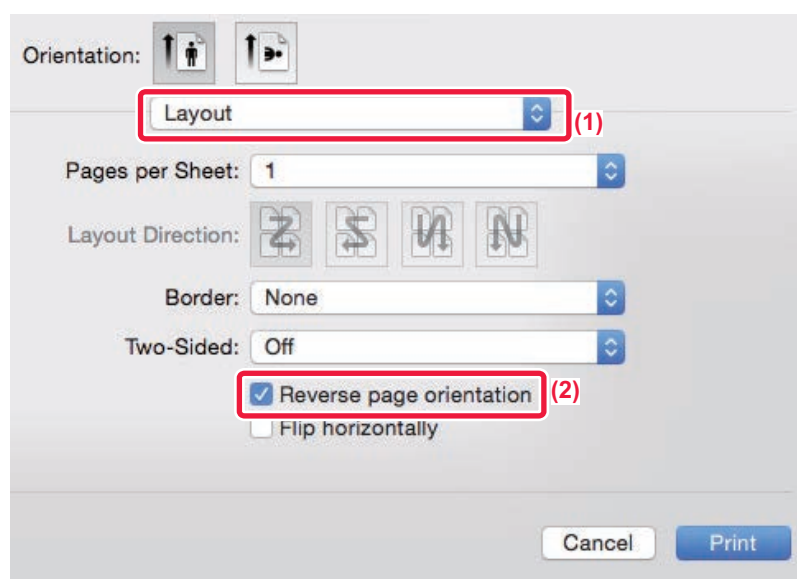 Orientation:
Layout
(1)
Pages per Sheet: 1
Layout Direction:
Border: None
Two-Sided: Off
Reverse page orientation (2)
Flip horizontally
Cancel Print